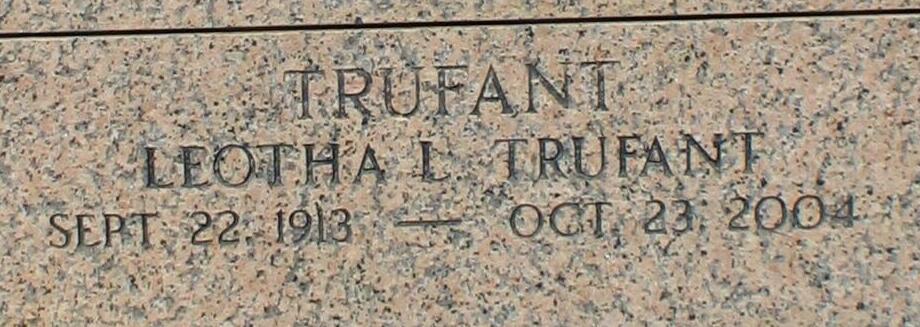 TRUFANT
LEOTHA L. TRUFANT
SEPT. 22, 1913 — OCT. 23, 2004